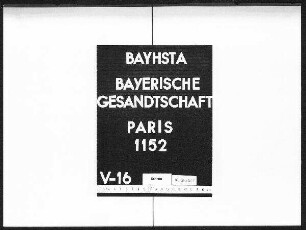 BAYHSTA
BAYERISCHE
GESANDTSCHAFT
PARIS
1152
V-16